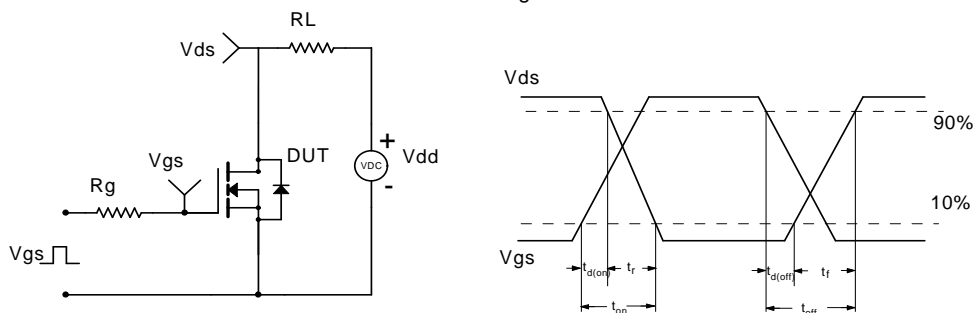 RL
Vds
Vgs
DUT
Rg
+
VDC
Vdd
-
Vgs
Vds
90%
10%
Vgs
td(on)
tr
td(off)
tf
ton
toff